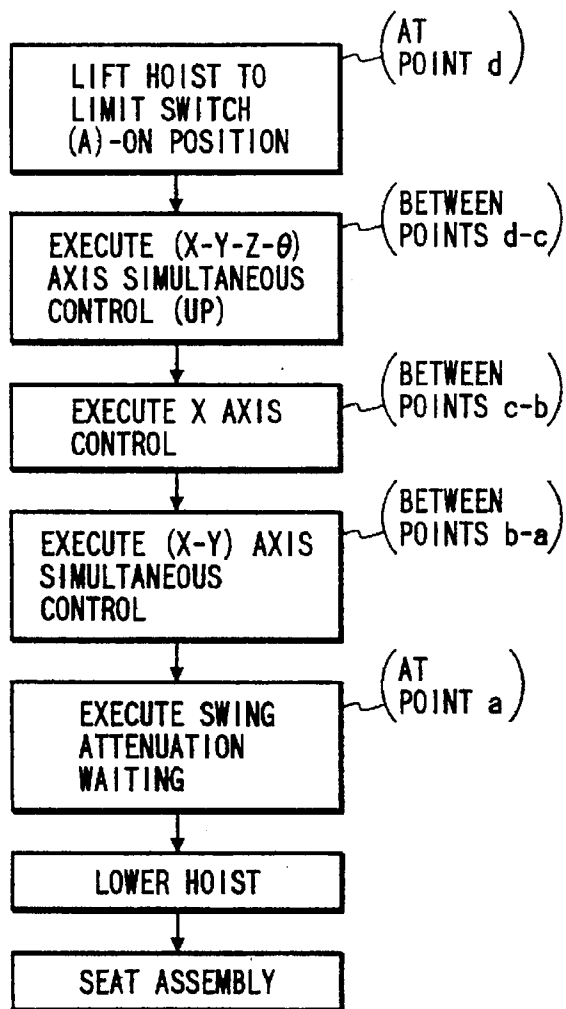 LIFT HOIST TO
LIMIT SWITCH
(A)-ON POSITION
(AT
POINT d)
EXECUTE (X-Y-Z-θ)
AXIS SIMULTANEOUS
CONTROL (UP)
(BETWEEN
POINTS d-c)
EXECUTE X AXIS
CONTROL
(BETWEEN
POINTS c-b)
EXECUTE (X-Y) AXIS
SIMULTANEOUS
CONTROL
(BETWEEN
POINTS b-a)
EXECUTE SWING
ATTENUATION
WAITING
(AT
POINT a)
LOWER HOIST
SEAT ASSEMBLY